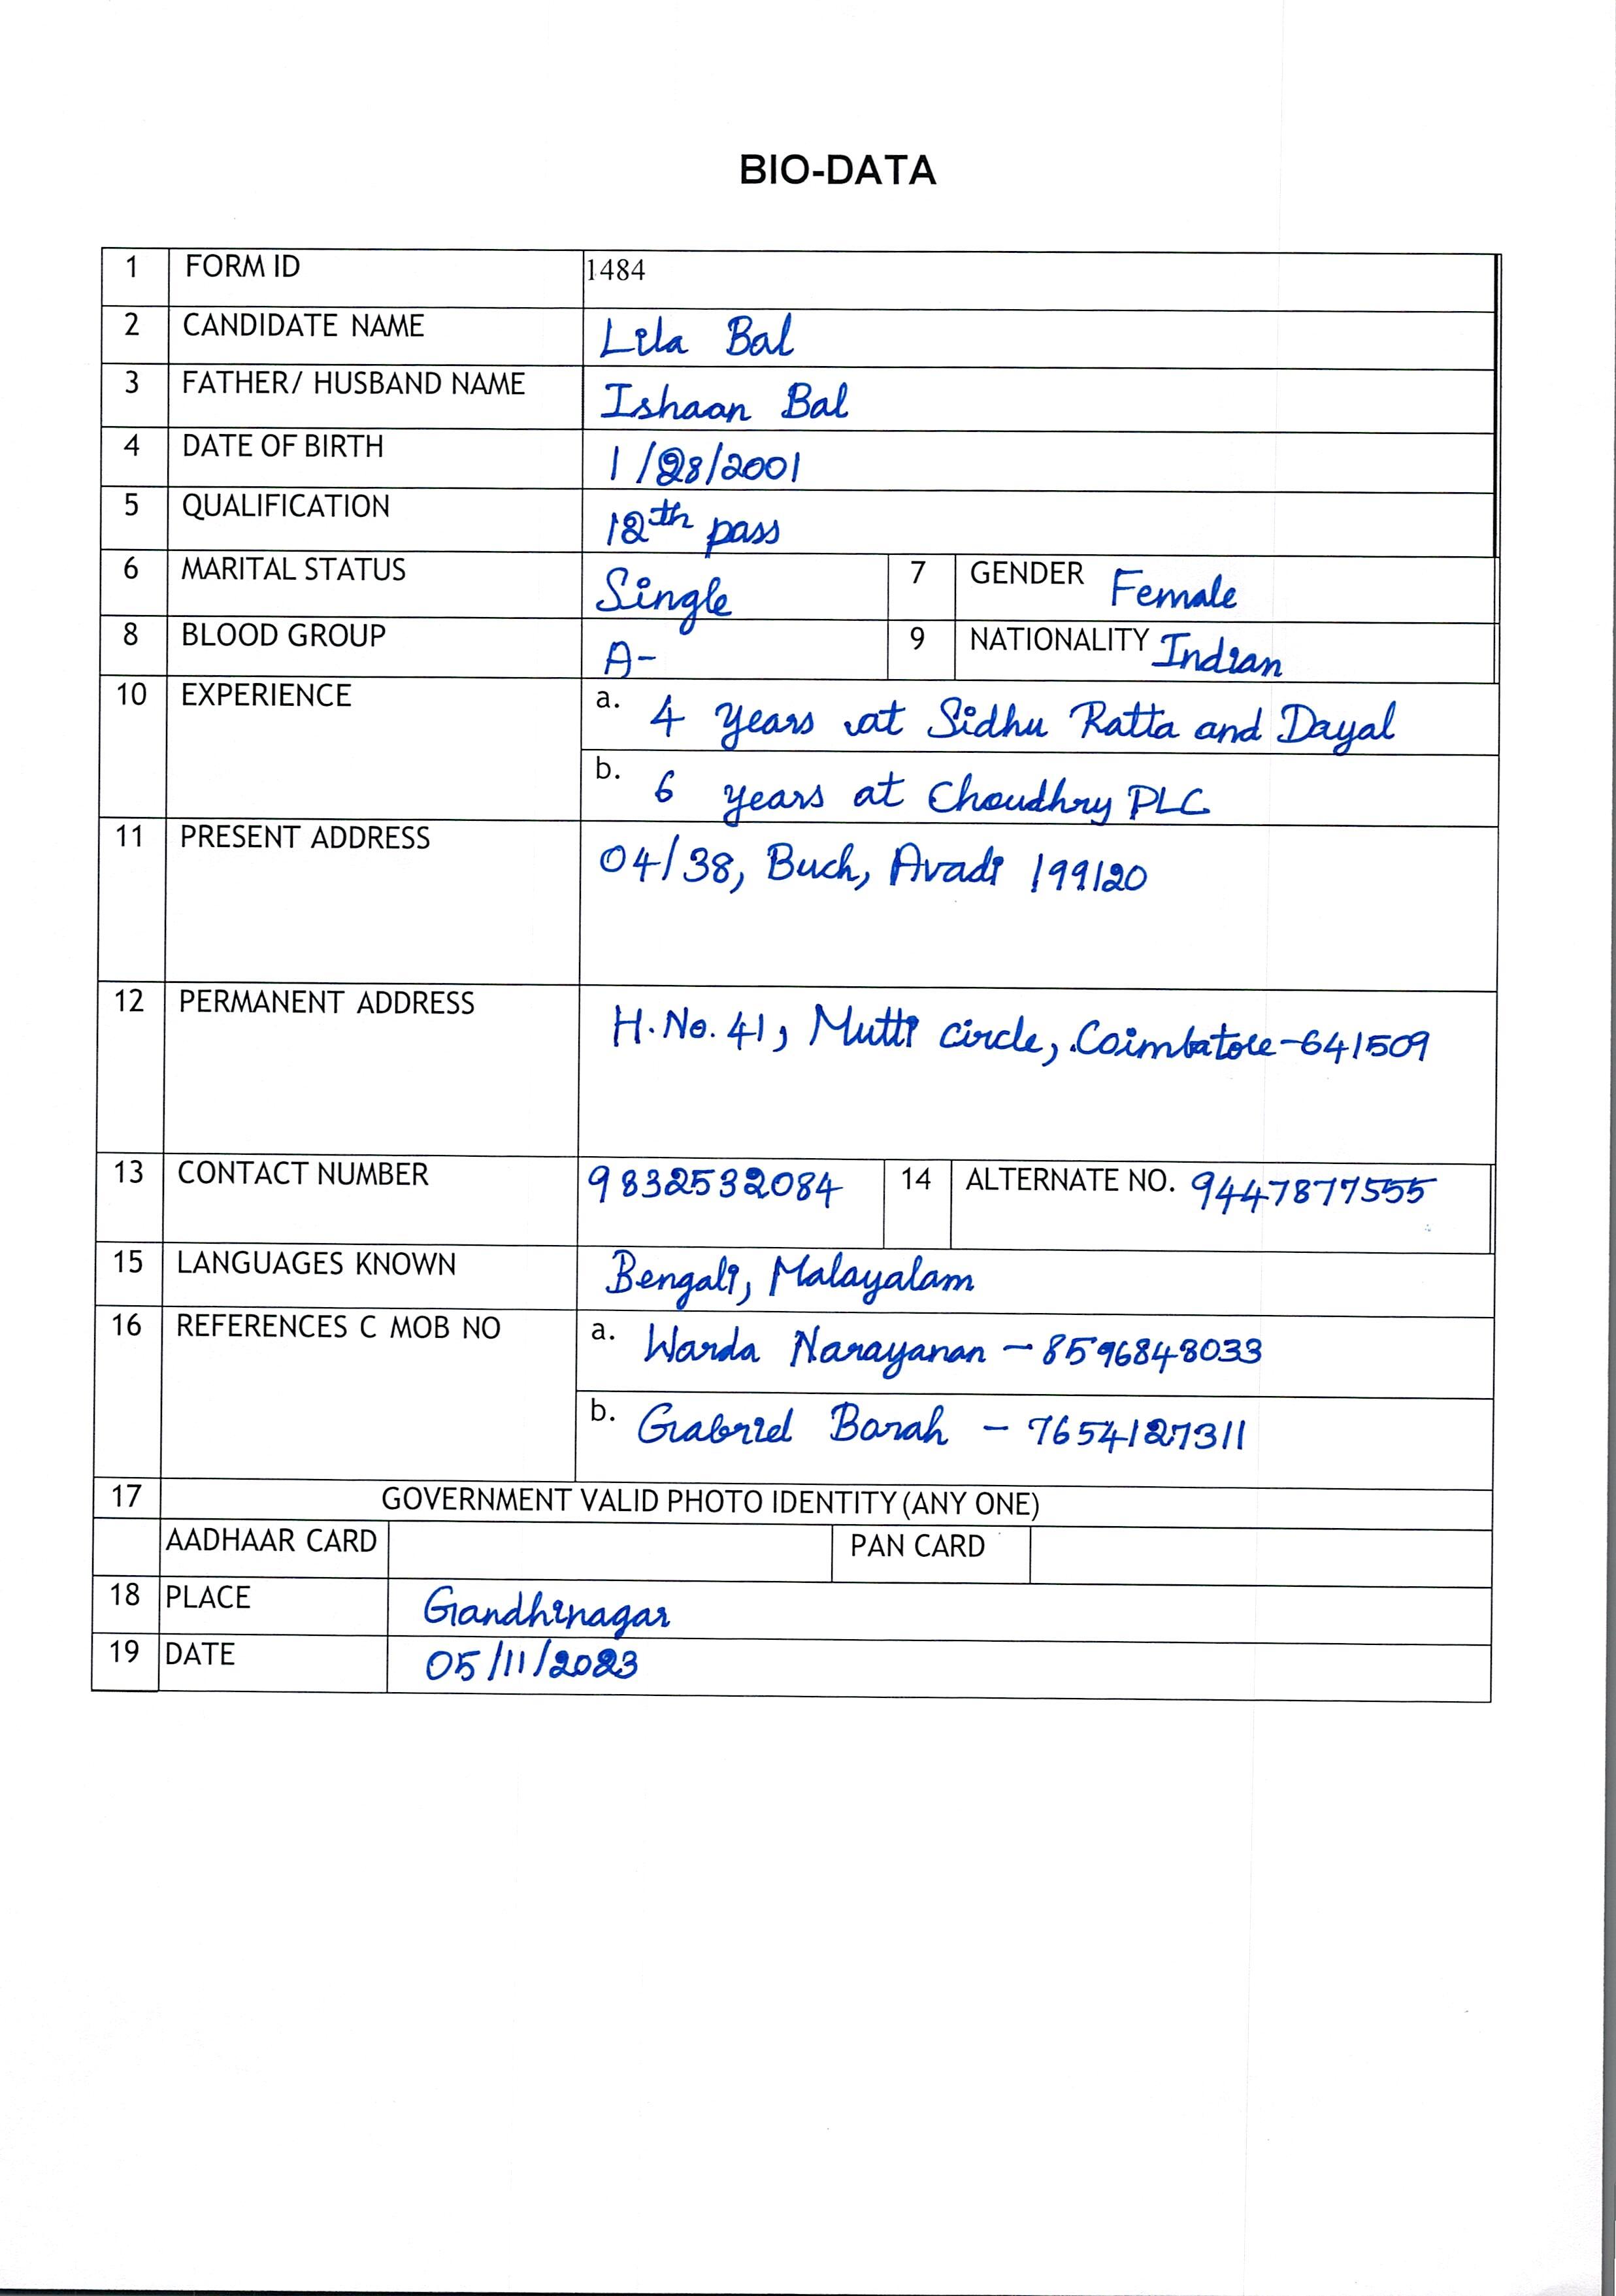 BIO-DATA
1 FORM ID 1484
2 CANDIDATE NAME Lila Bal
3 FATHER/ HUSBAND NAME Ishaan Bal
4 DATE OF BIRTH 1/28/2001
5 QUALIFICATION 12th pass
6 MARITAL STATUS Single 7 GENDER Female
8 BLOOD GROUP A- 9 NATIONALITY Indian
10 EXPERIENCE a. 4 years at Sidhu Ratta and Dayal
b. 6 years at Choudhry PLC
11 PRESENT ADDRESS 04/38, Buch, Avadi 199120
12 PERMANENT ADDRESS H.No. 41, Mutti circle, Coimbatore-641509
13 CONTACT NUMBER 9832532084 14 ALTERNATE NO. 9447877555
15 LANGUAGES KNOWN Bengali, Malayalam
16 REFERENCES C MOB NO a. Warda Narayanan - 8596848033
b. Gabriel Borah - 7654127311
17 GOVERNMENT VALID PHOTO IDENTITY (ANY ONE)
AADHAAR CARD PAN CARD
18 PLACE Gandhinagar
19 DATE 05/11/2023